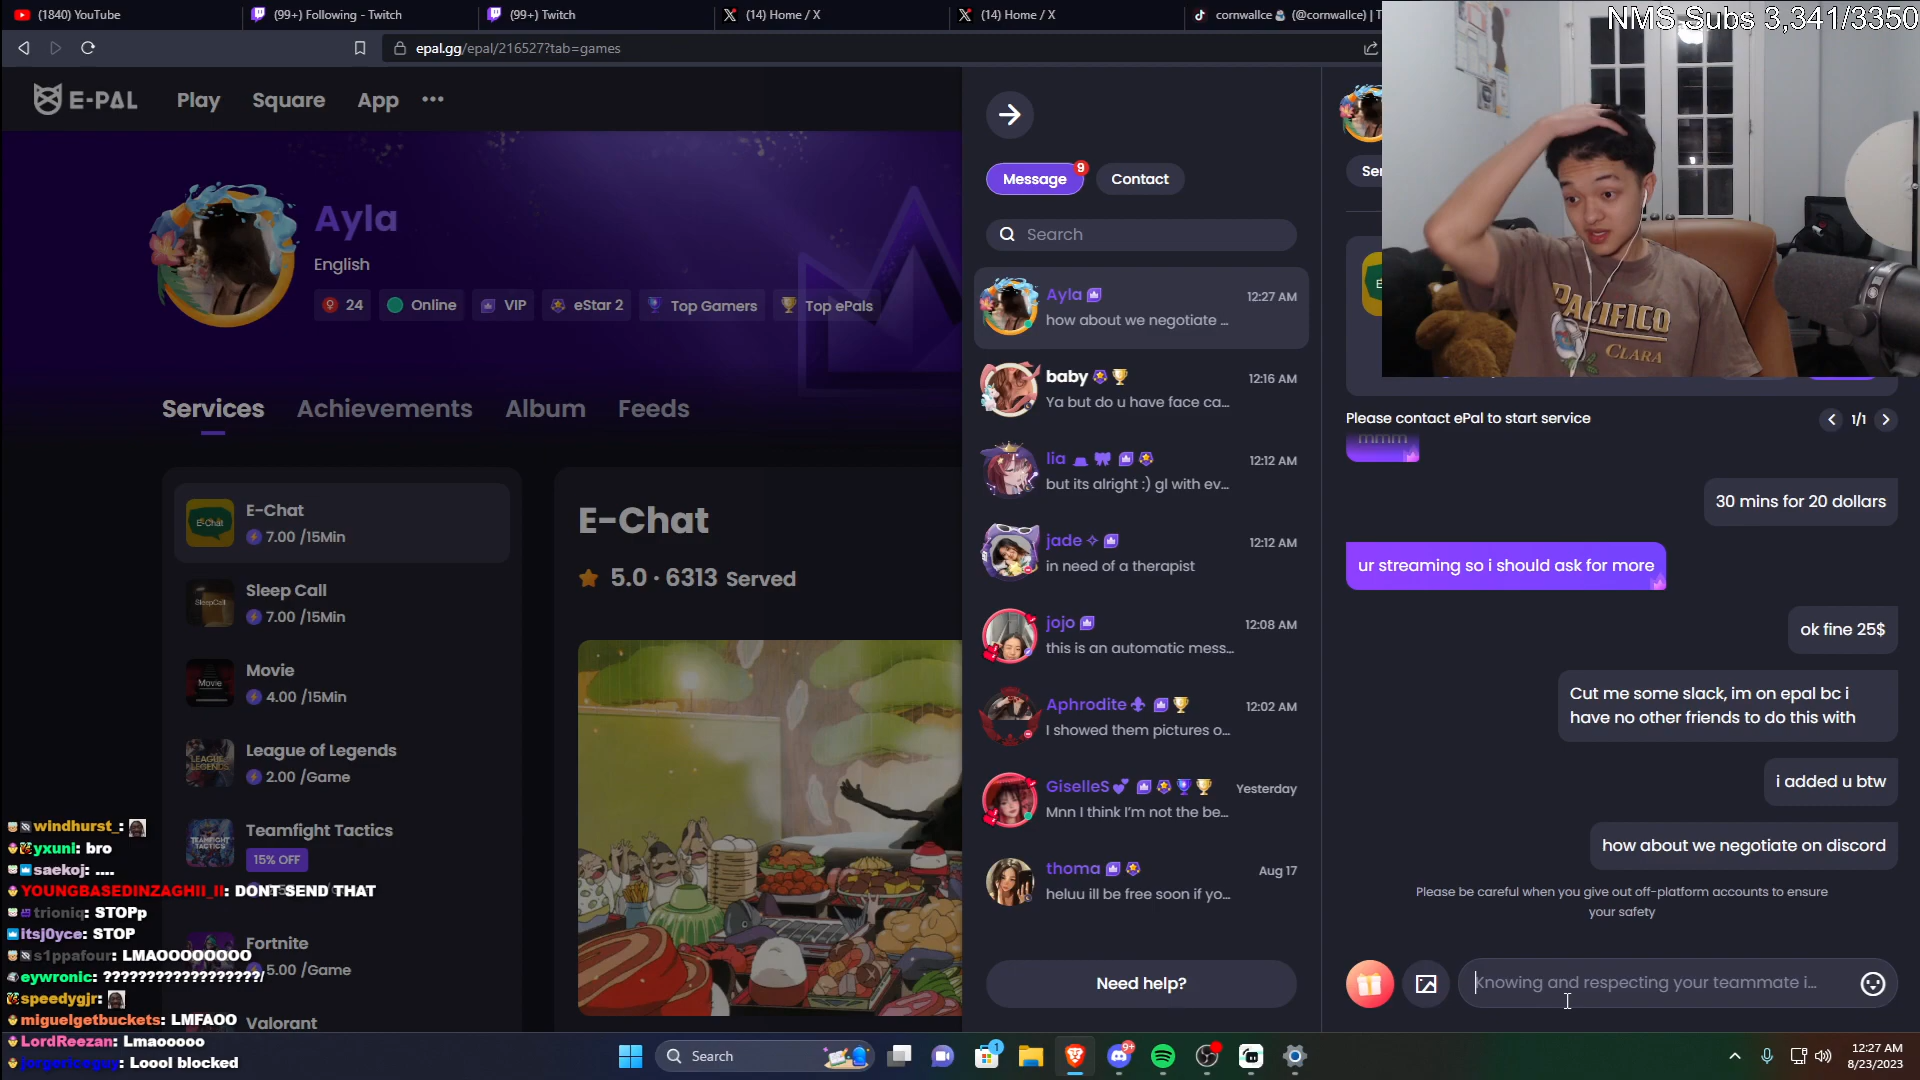 (1840) YouTube
(99+) Following - Twitch
(99+) Twitch
(14) Home / X
(14) Home / X
cornwallce (@cornwallce) | T
NMS Subs 3,341/3350
epal.gg/epal/216527?tab=games
E-PAL
Play
Square
App
•••
Ayla
English
24
Online
VIP
eStar 2
Top Gamers
Top ePals
Services
Achievements
Album
Feeds
E-Chat
E-Chat
7.00 /15Min
SleepCall
Sleep Call
7.00 /15Min
Movie
Movie
4.00 /15Min
League of Legends
2.00 /Game
Teamfight Tactics
15% OFF
Fortnite
5.00 /Game
Valorant
E-Chat
5.0 · 6313 Served
windhurst_:
yxuni: bro
saekoj: ....
YOUNGBASEDINZAGHII_II: DONT SEND THAT
trioniq: STOPp
itsj0yce: STOP
s1ppafour: LMAOOOOOOOO
eywronic: ?????????????????/
speedygjr:
miguelgetbuckets: LMFAOO
LordReezan: Lmaooooo
Loool blocked
Message
9
Contact
Search
Ayla
12:27 AM
how about we negotiate ...
baby
12:16 AM
Ya but do u have face ca...
lia
12:12 AM
but its alright :) gl with ev...
jade
12:12 AM
in need of a therapist
jojo
12:08 AM
this is an automatic mess...
Aphrodite
12:02 AM
I showed them pictures o...
GiselleS
Yesterday
Mnn I think I'm not the be...
thoma
Aug 17
heluu ill be free soon if yo...
Need help?
PACIFICO
CLARA
Please contact ePal to start service
1/1
mmm
30 mins for 20 dollars
ur streaming so i should ask for more
ok fine 25$
Cut me some slack, im on epal bc i
have no other friends to do this with
i added u btw
how about we negotiate on discord
Please be careful when you give out off-platform accounts to ensure
your safety
Knowing and respecting your teammate i...
Search
1
9+
12:27 AM
8/23/2023